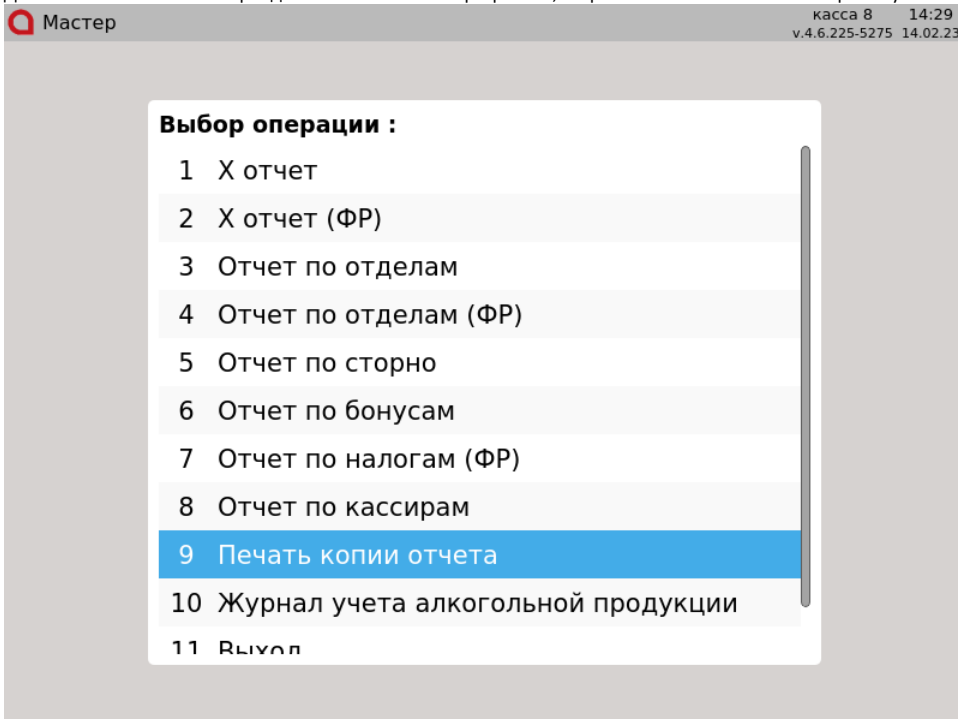 Мастер
касса 8 14:29
v.4.6.225-5275 14.02.23
Выбор операции :
1 X отчет
2 X отчет (ФР)
3 Отчет по отделам
4 Отчет по отделам (ФР)
5 Отчет по сторно
6 Отчет по бонусам
7 Отчет по налогам (ФР)
8 Отчет по кассирам
9 Печать копии отчета
10 Журнал учета алкогольной продукции
11 Выход